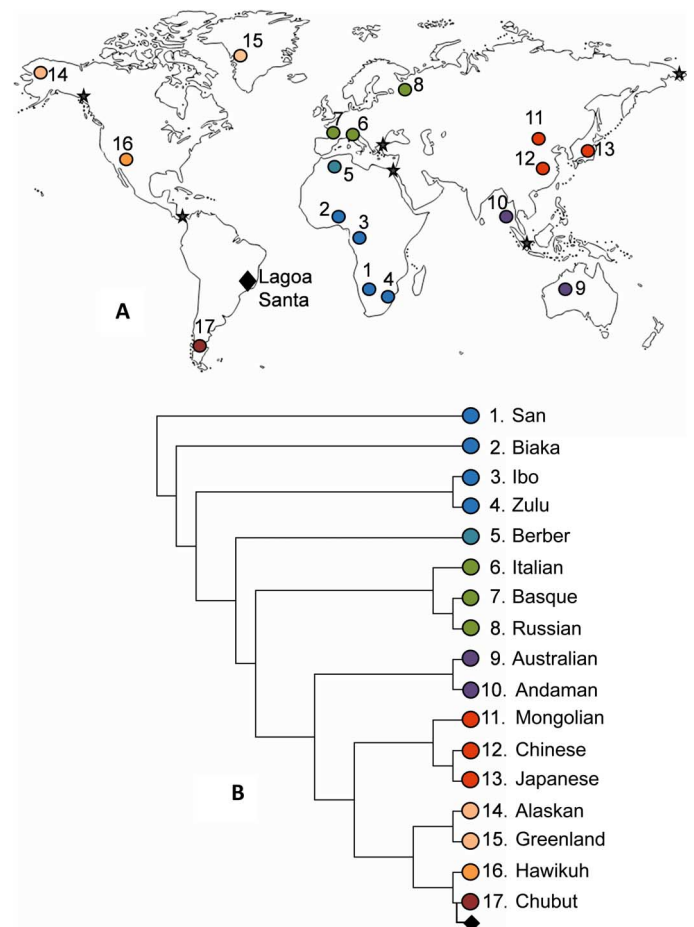 15
14
8
7
6
11
16
12
13
5
10
2
3
Lagoa
Santa
1
4
9
A
17
1. San
2. Biaka
3. Ibo
4. Zulu
5. Berber
6. Italian
7. Basque
8. Russian
9. Australian
10. Andaman
11. Mongolian
12. Chinese
B
13. Japanese
14. Alaskan
15. Greenland
16. Hawikuh
17. Chubut